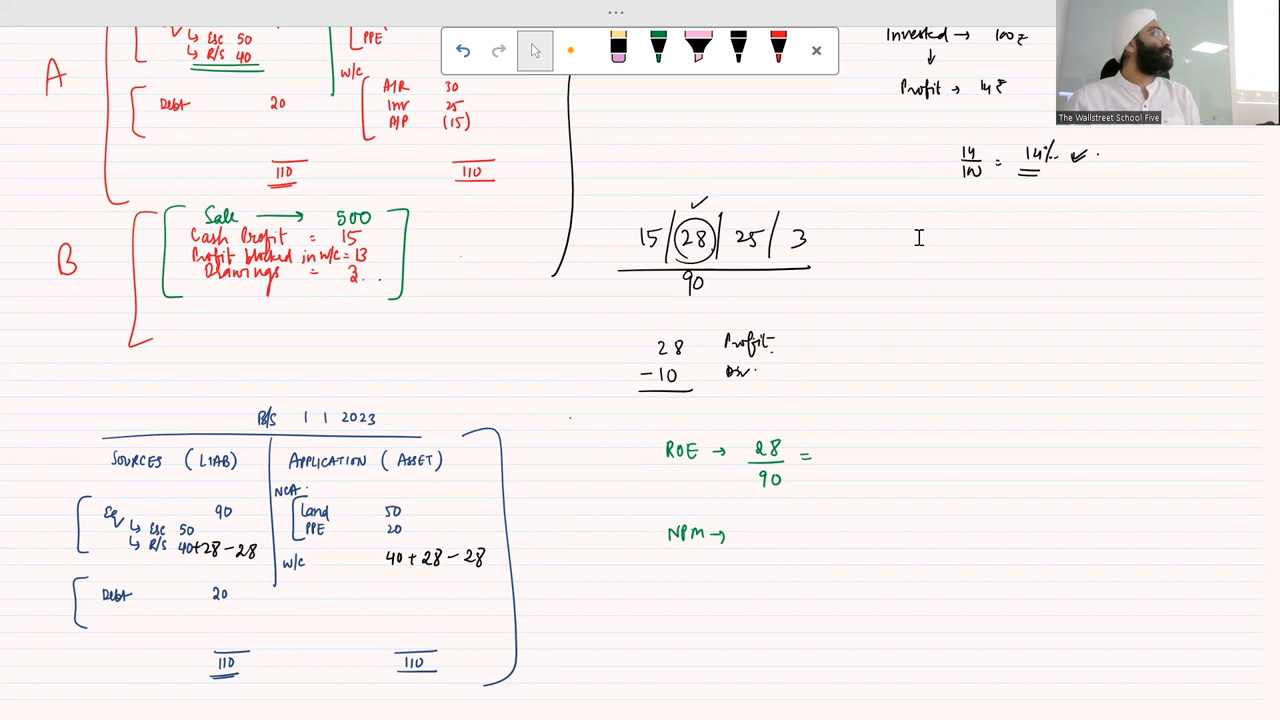 A
↳ ESC 50
↳ R/S 40
Debt 20
110
PPE
W/C
A/R 30
Inv 25
A/P (15)
110
B
Sale → 500
Cash Profit = 15
Profit blocked in w/c = 13
Drawings = 3..
B/S 1 1 2023
SOURCES (LIAB)
APPLICATION (ASSET)
Eq 90
↳ ESC 50
↳ R/S 40+28-28
Debt 20
110
NCA.
Land 50
PPE 20
W/C 40+28-28
110
Invested → 100₹
↓
Profit → 14₹
14/100 = 14%. ✓.
✓
15/ 28 / 25 / 3
90
28 Profit.
-10
ROE → 28/90 =
NPM →
The Wallstreet School Five